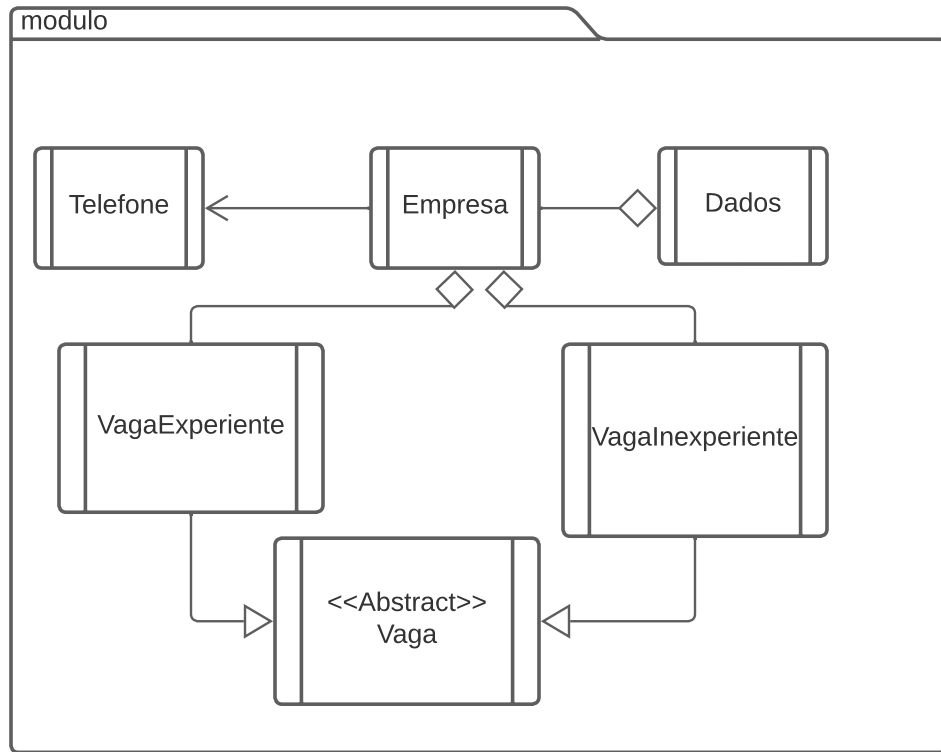 modulo
Telefone
Empresa
Dados
VagaExperiente
VagaInexperiente
<<Abstract>>
Vaga